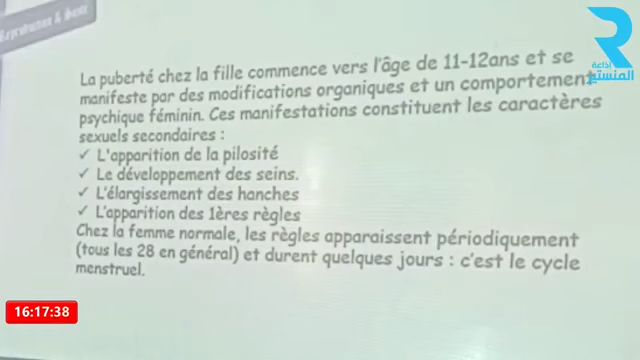 Reproduction & Santé
إذاعة
المنستير
La puberté chez la fille commence vers l'âge de 11-12ans et se
manifeste par des modifications organiques et un comportement
psychique féminin. Ces manifestations constituent les caractères
sexuels secondaires :
✓ L'apparition de la pilosité
✓ Le développement des seins.
✓ L'élargissement des hanches
✓ L'apparition des 1ères règles
Chez la femme normale, les règles apparaissent périodiquement
(tous les 28 en général) et durent quelques jours : c'est le cycle
menstruel.
16:17:38